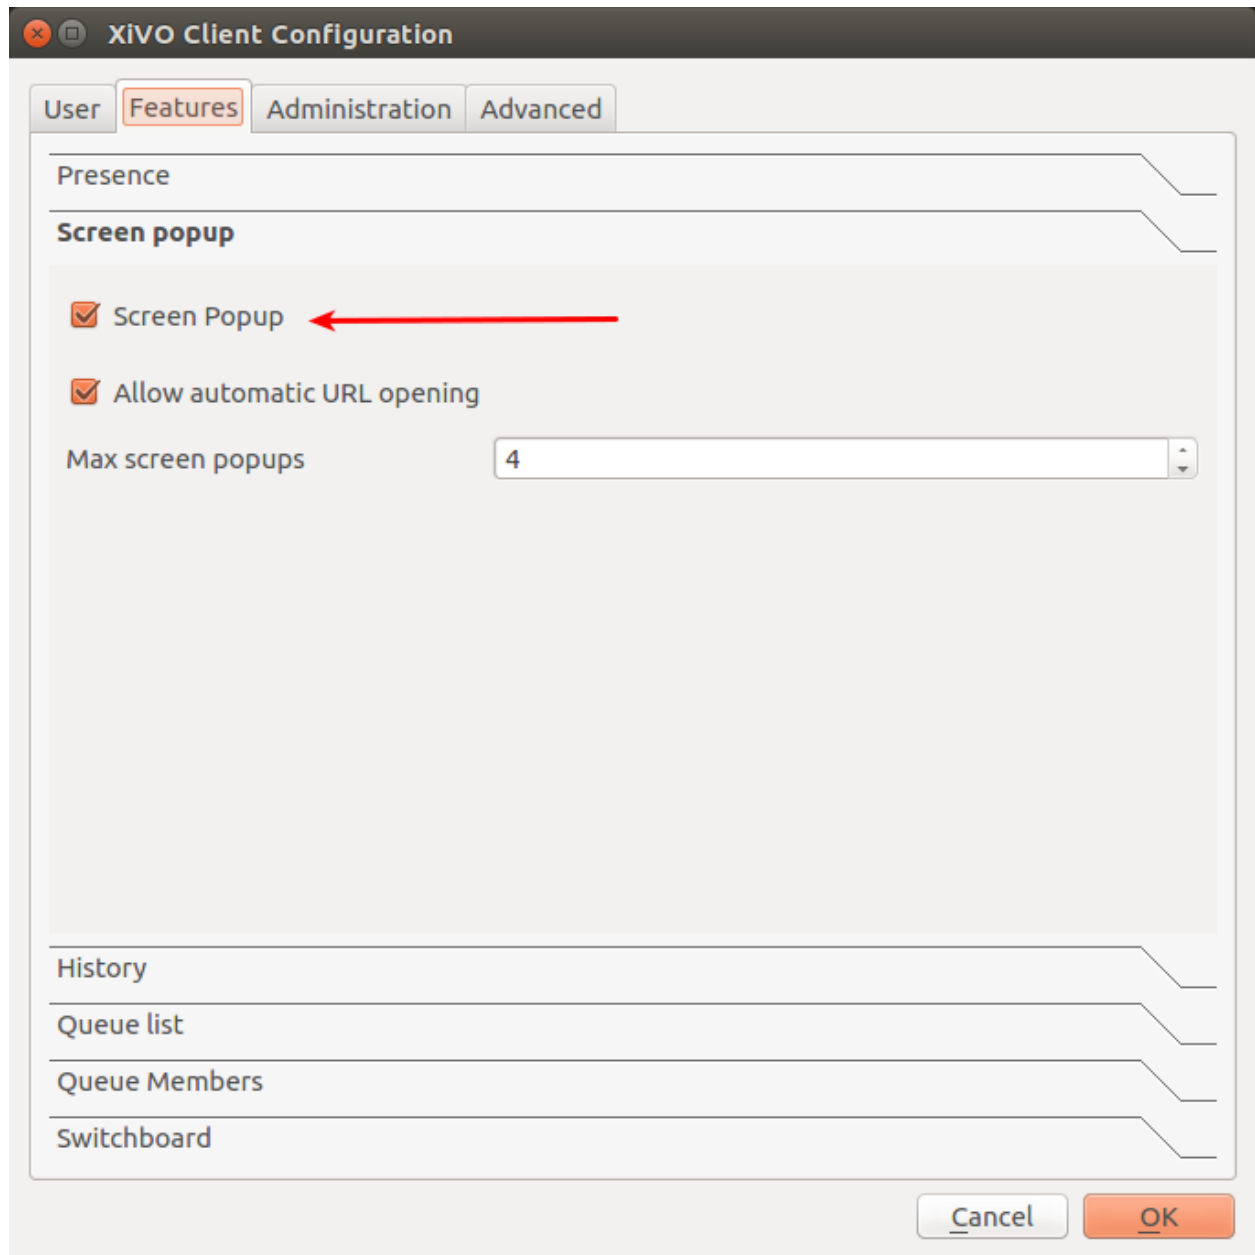 XiVO Client Configuration
User Features Administration Advanced
Presence
Screen popup
Screen Popup
Allow automatic URL opening
Max screen popups 4
History
Queue list
Queue Members
Switchboard
Cancel OK